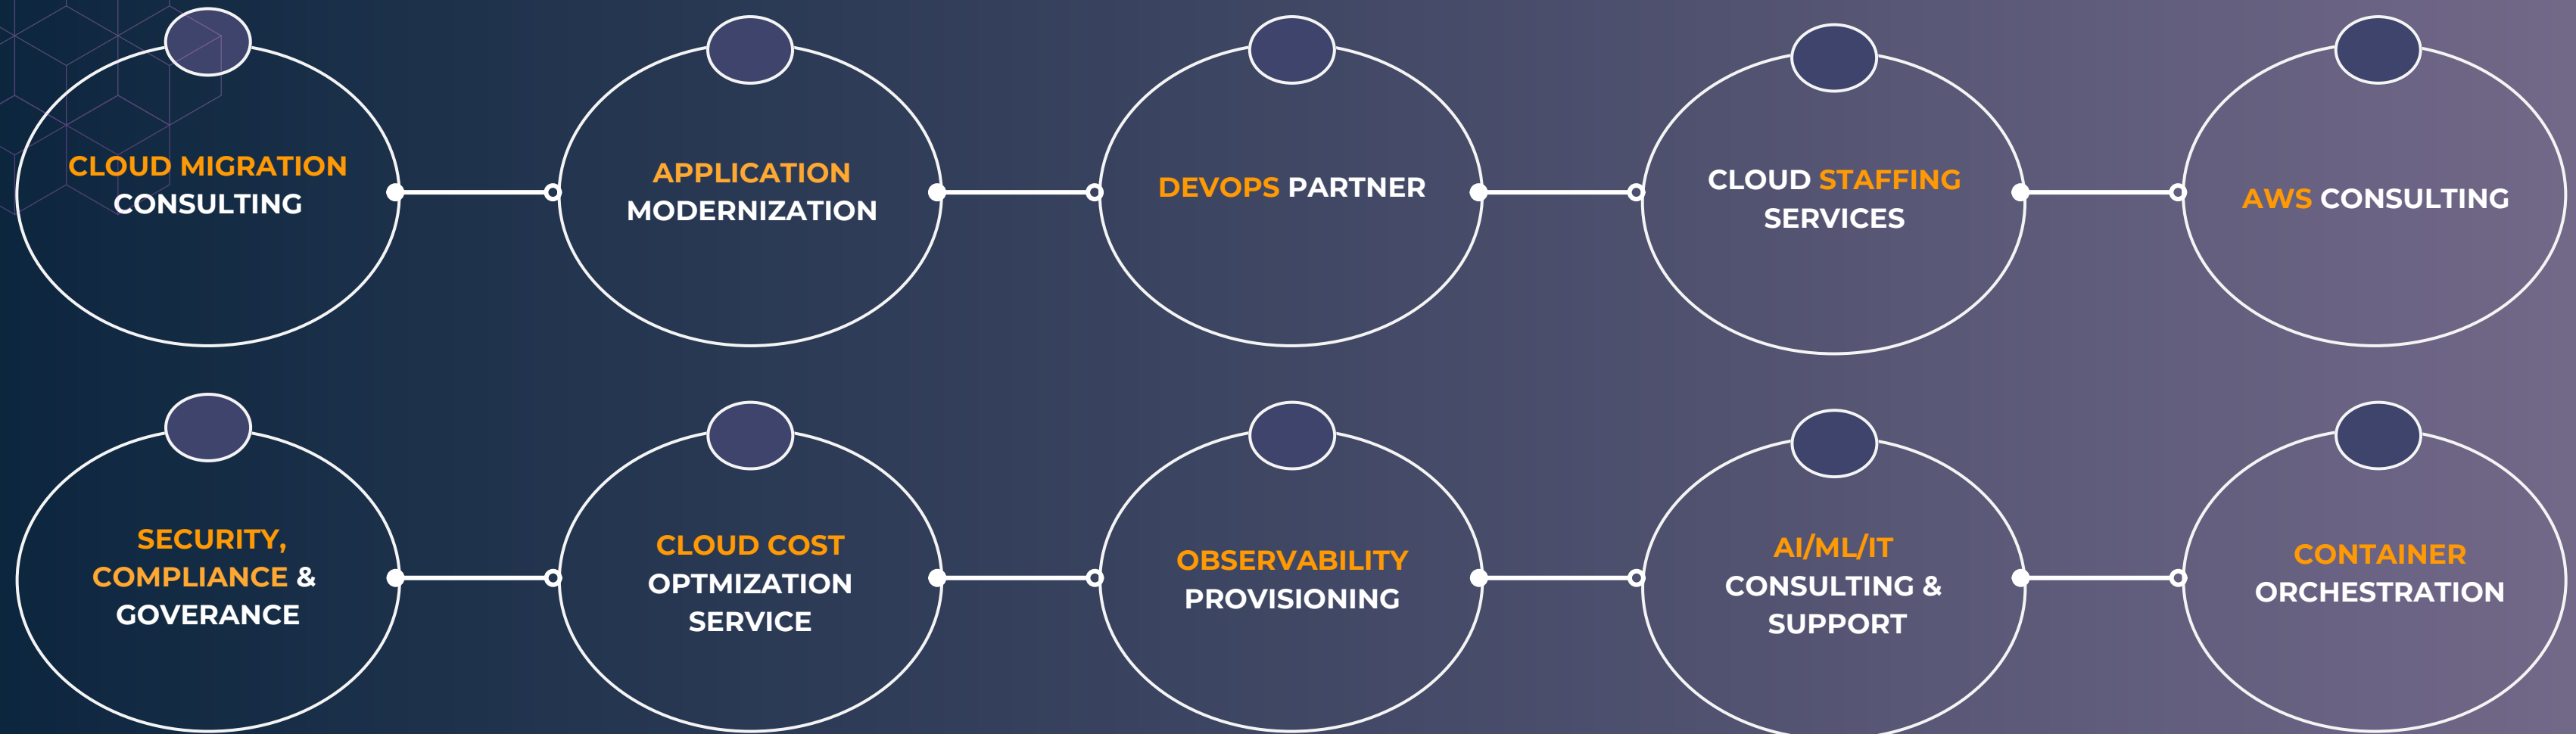 CLOUD MIGRATION
CONSULTING
APPLICATION
MODERNIZATION
DEVOPS PARTNER
CLOUD STAFFING
SERVICES
AWS CONSULTING
SECURITY,
COMPLIANCE &
GOVERANCE
CLOUD COST
OPTMIZATION
SERVICE
OBSERVABILITY
PROVISIONING
AI/ML/IT
CONSULTING &
SUPPORT
CONTAINER
ORCHESTRATION